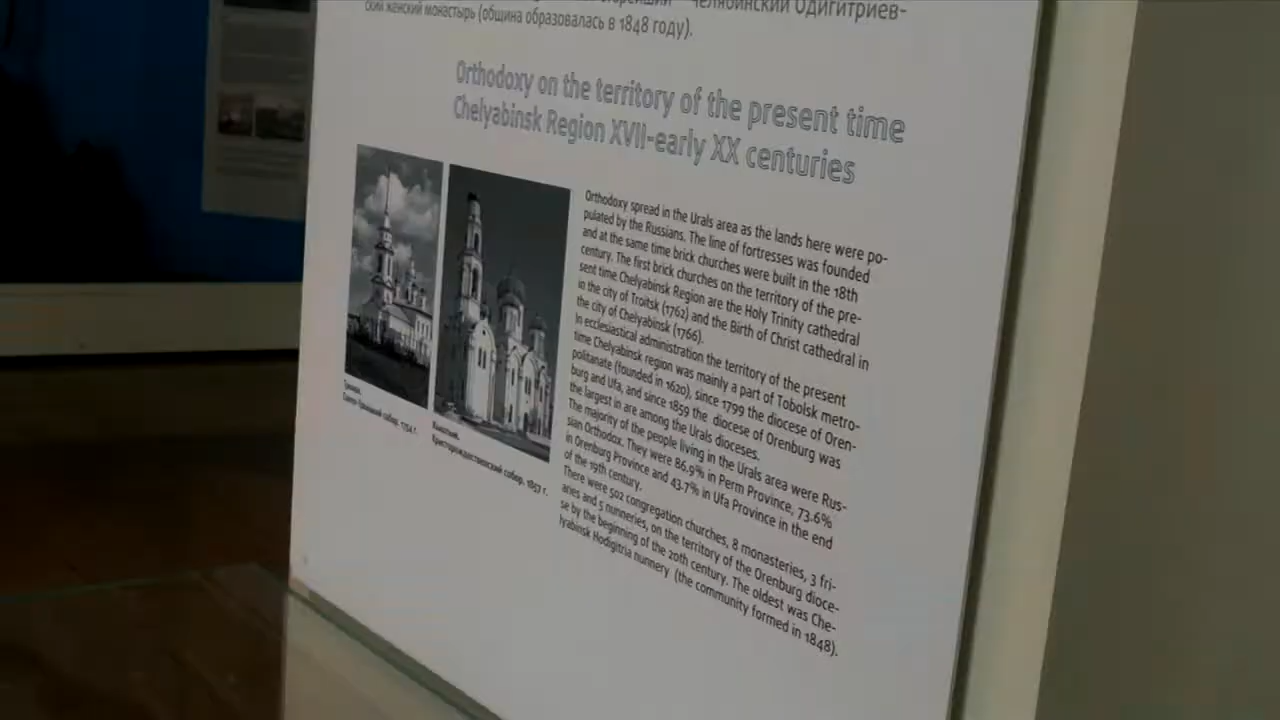 Челябинский Одигитриев-
ский женский монастырь (община образовалась в 1848 году).
Orthodoxy on the territory of the present time
Chelyabinsk Region XVII-early XX centuries
Orthodoxy spread in the Urals area as the lands here were po-
pulated by the Russians. The line of fortresses was founded
and at the same time brick churches were built in the 18th
century. The first brick churches on the territory of the pre-
sent time Chelyabinsk Region are the Holy Trinity cathedral
in the city of Troitsk (1762) and the Birth of Christ cathedral in
the city of Chelyabinsk (1766).
In ecclesiastical administration the territory of the present
time Chelyabinsk region was mainly a part of Tobolsk metro-
politanate (founded in 1620), since 1799 the diocese of Oren-
burg and Ufa, and since 1859 the diocese of Orenburg was
the largest in are among the Urals dioceses.
The majority of the people living in the Urals area were Rus-
sian Orthodox. They were 86.9% in Perm Province, 73.6%
in Orenburg Province and 43.7% in Ufa Province in the end
of the 19th century.
There were 502 congregation churches, 8 monasteries, 3 fri-
aries and 5 nunneries, on the territory of the Orenburg dioce-
se by the beginning of the 20th century. The oldest was Che-
lyabinsk Hodigitria nunnery (the community formed in 1848).
Троицк.
Свято-Троицкий собор. 1754 г.
Кыштым.
Христорождественский собор. 1857 г.